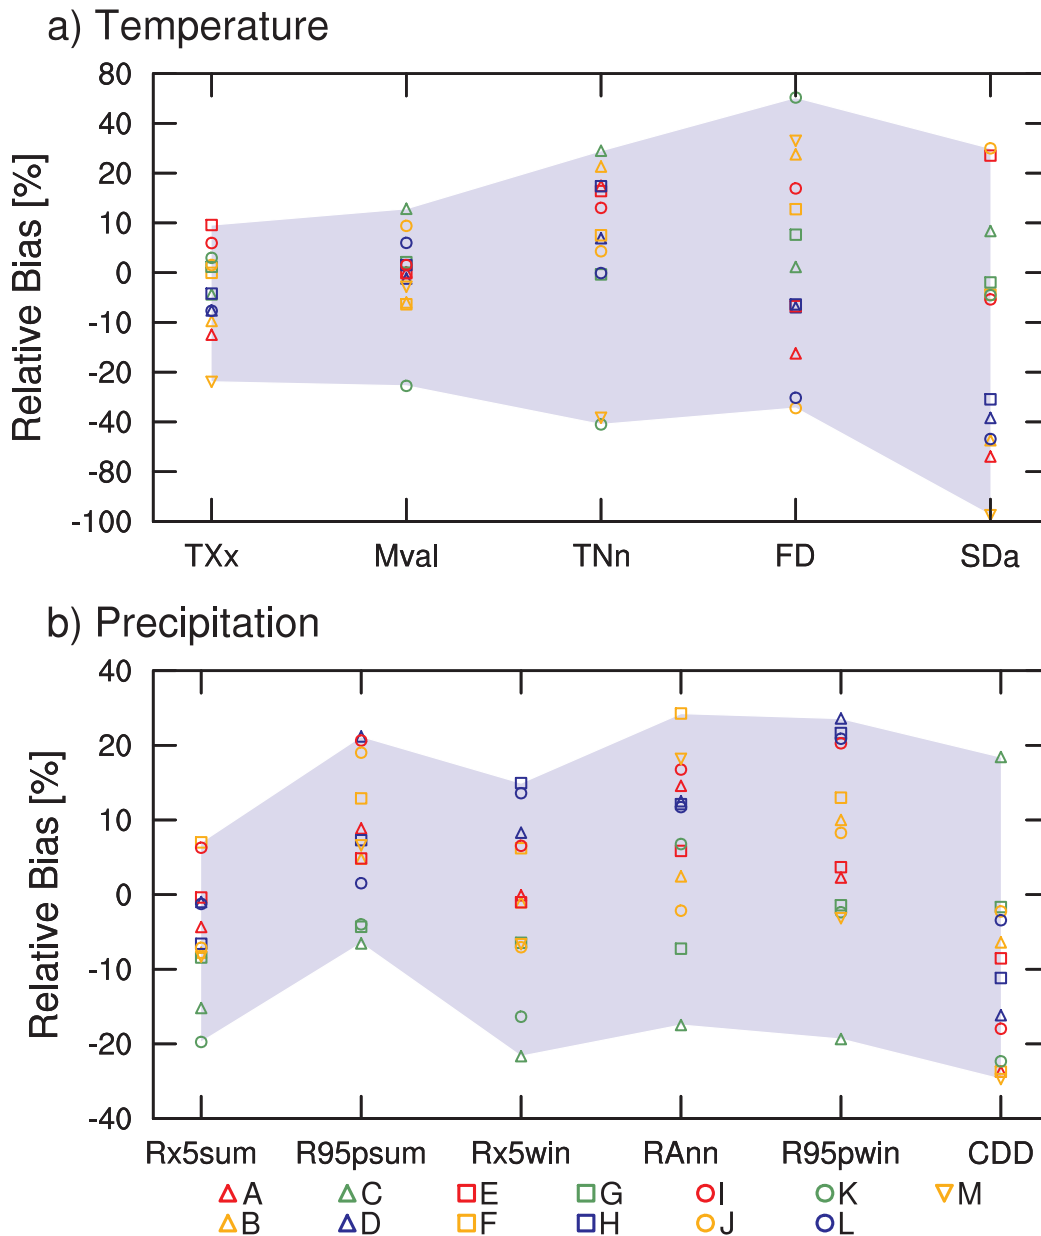 a) Temperature
80
40
20
10
0
-10
-20
-40
-80
-100
Relative Bias [%]
TXx Mval TNn FD SDa
b) Precipitation
40
20
10
0
-10
-20
-40
Relative Bias [%]
Rx5sum R95psum Rx5win RAnn R95pwin CDD
A C E G I K M
B D F H J L